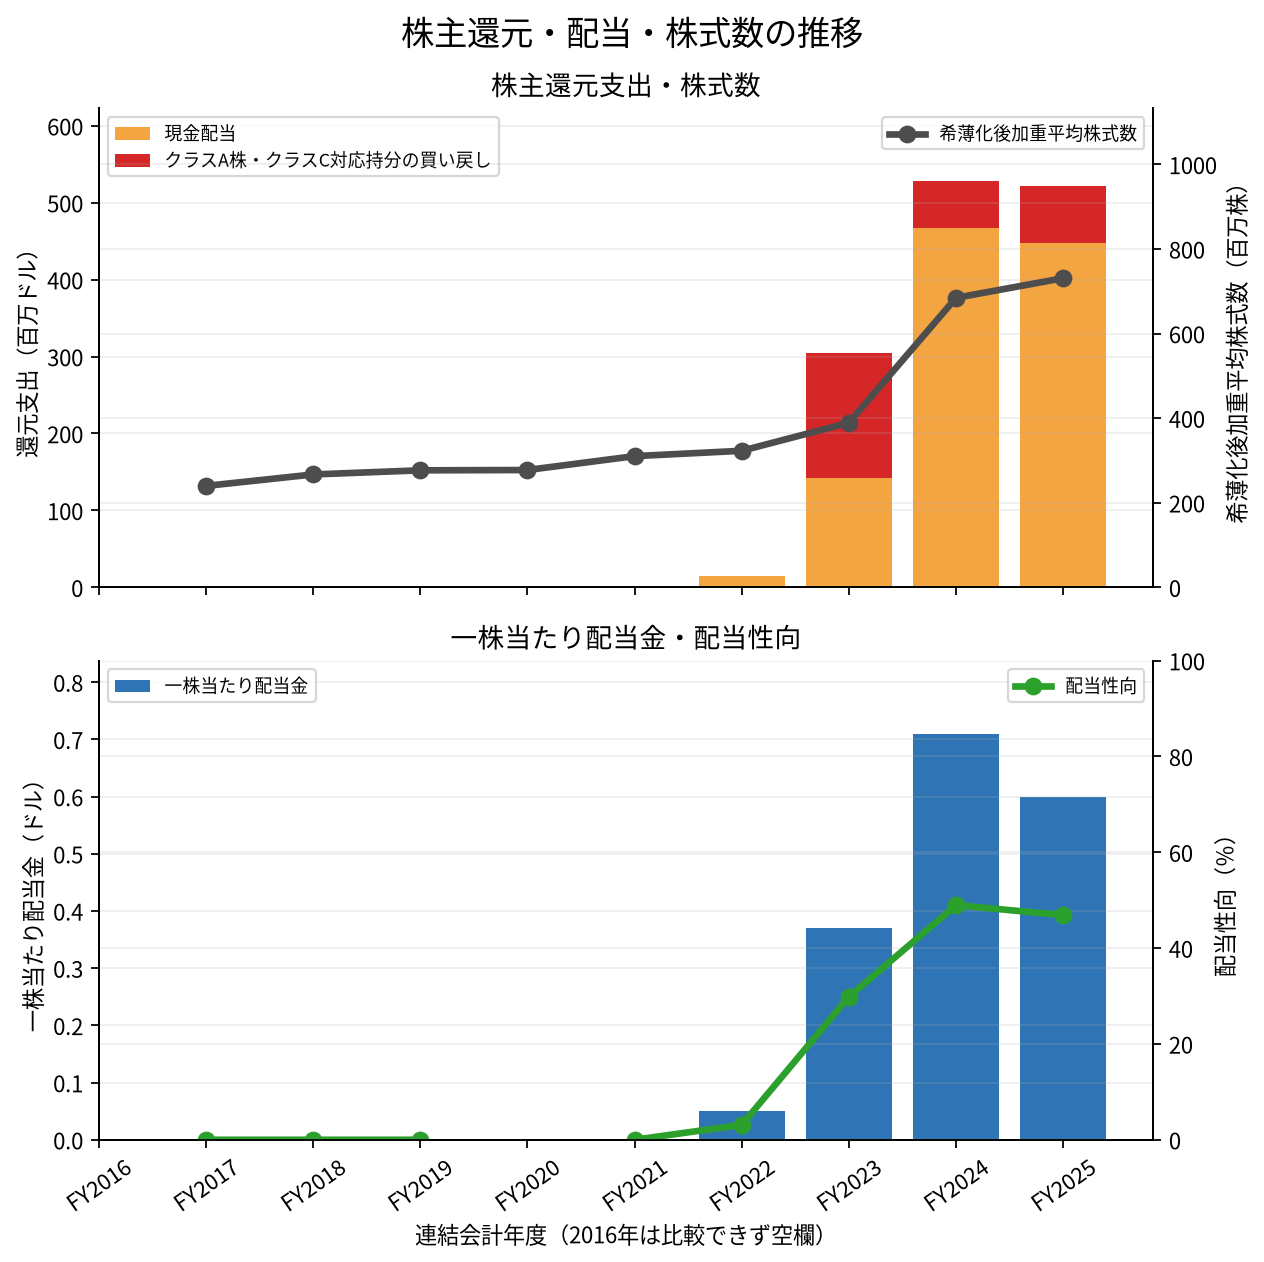 株主還元・配当・株式数の推移
株主還元支出・株式数
現金配当
クラスA株・クラスC対応持分の買い戻し
希薄化後加重平均株式数
600
500
400
300
200
100
0
還元支出（百万ドル）
1000
800
600
400
200
0
希薄化後加重平均株式数（百万株）
一株当たり配当金・配当性向
一株当たり配当金
配当性向
0.8
0.7
0.6
0.5
0.4
0.3
0.2
0.1
0.0
一株当たり配当金（ドル）
100
80
60
40
20
0
配当性向（%）
FY2016
FY2017
FY2018
FY2019
FY2020
FY2021
FY2022
FY2023
FY2024
FY2025
連結会計年度（2016年は比較できず空欄）